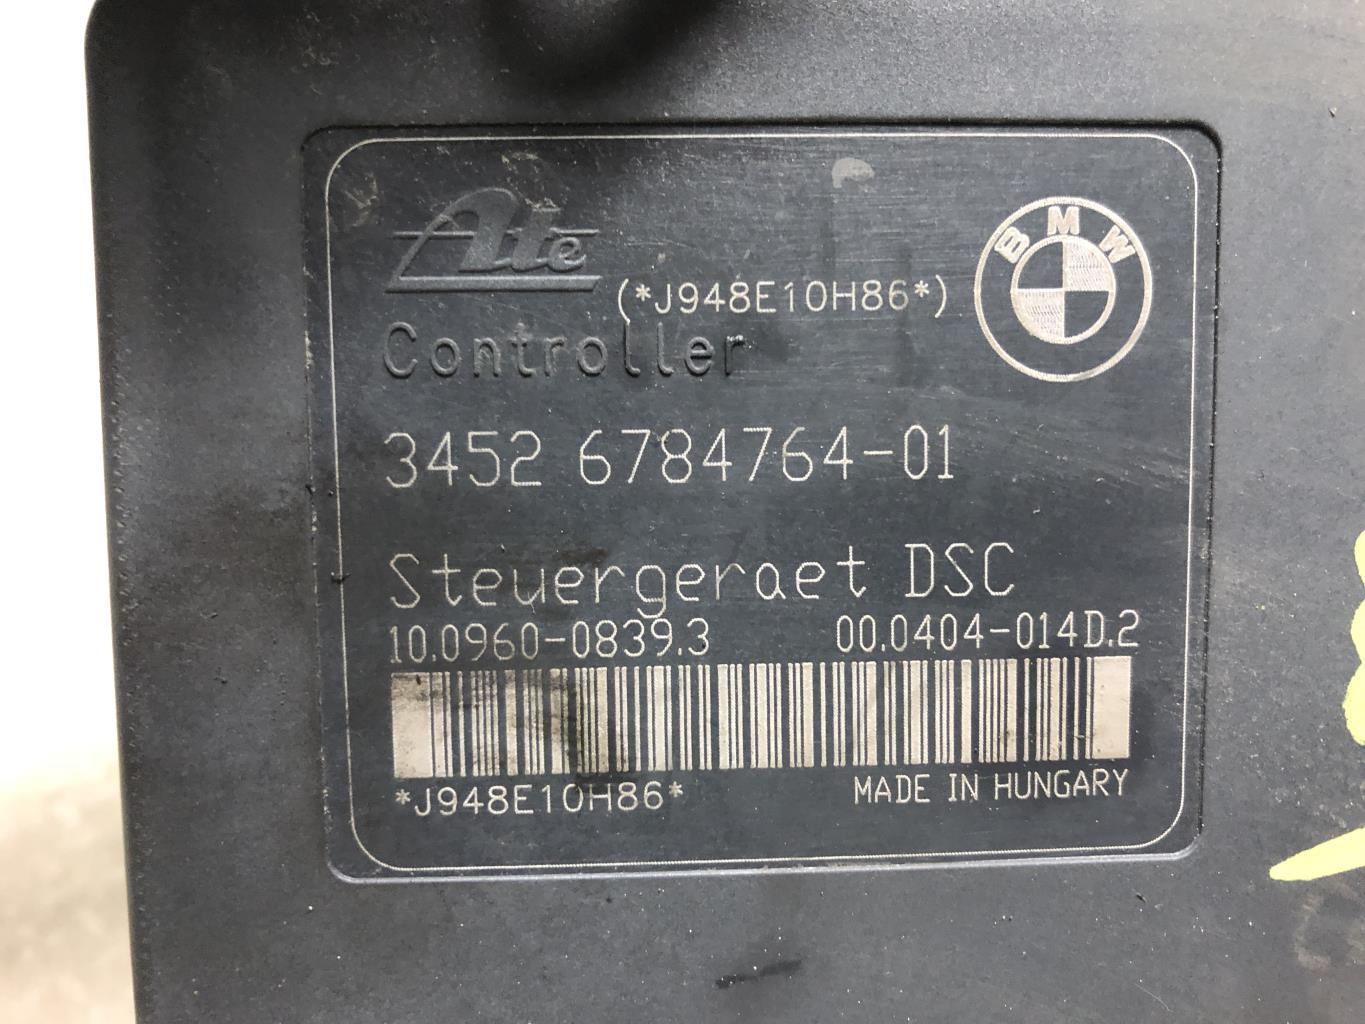 Ate
BMW
(*J948E10H86*)
Controller
3452 6784764-01
Steuergeraet DSC
10.0960-0839.3 00.0404-014D.2
*J948E10H86* MADE IN HUNGARY